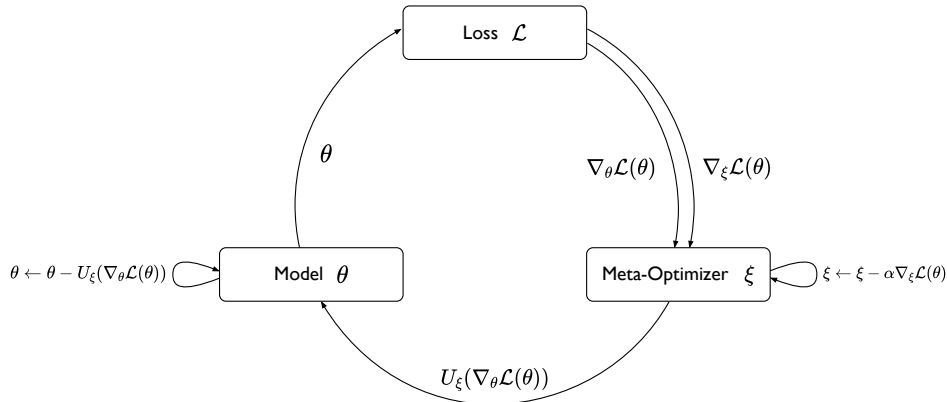 Loss ℒ
θ
∇θℒ(θ)
∇ξℒ(θ)
θ ← θ − Uξ(∇θℒ(θ))
Model θ
Meta-Optimizer ξ
ξ ← ξ − α∇ξℒ(θ)
Uξ(∇θℒ(θ))